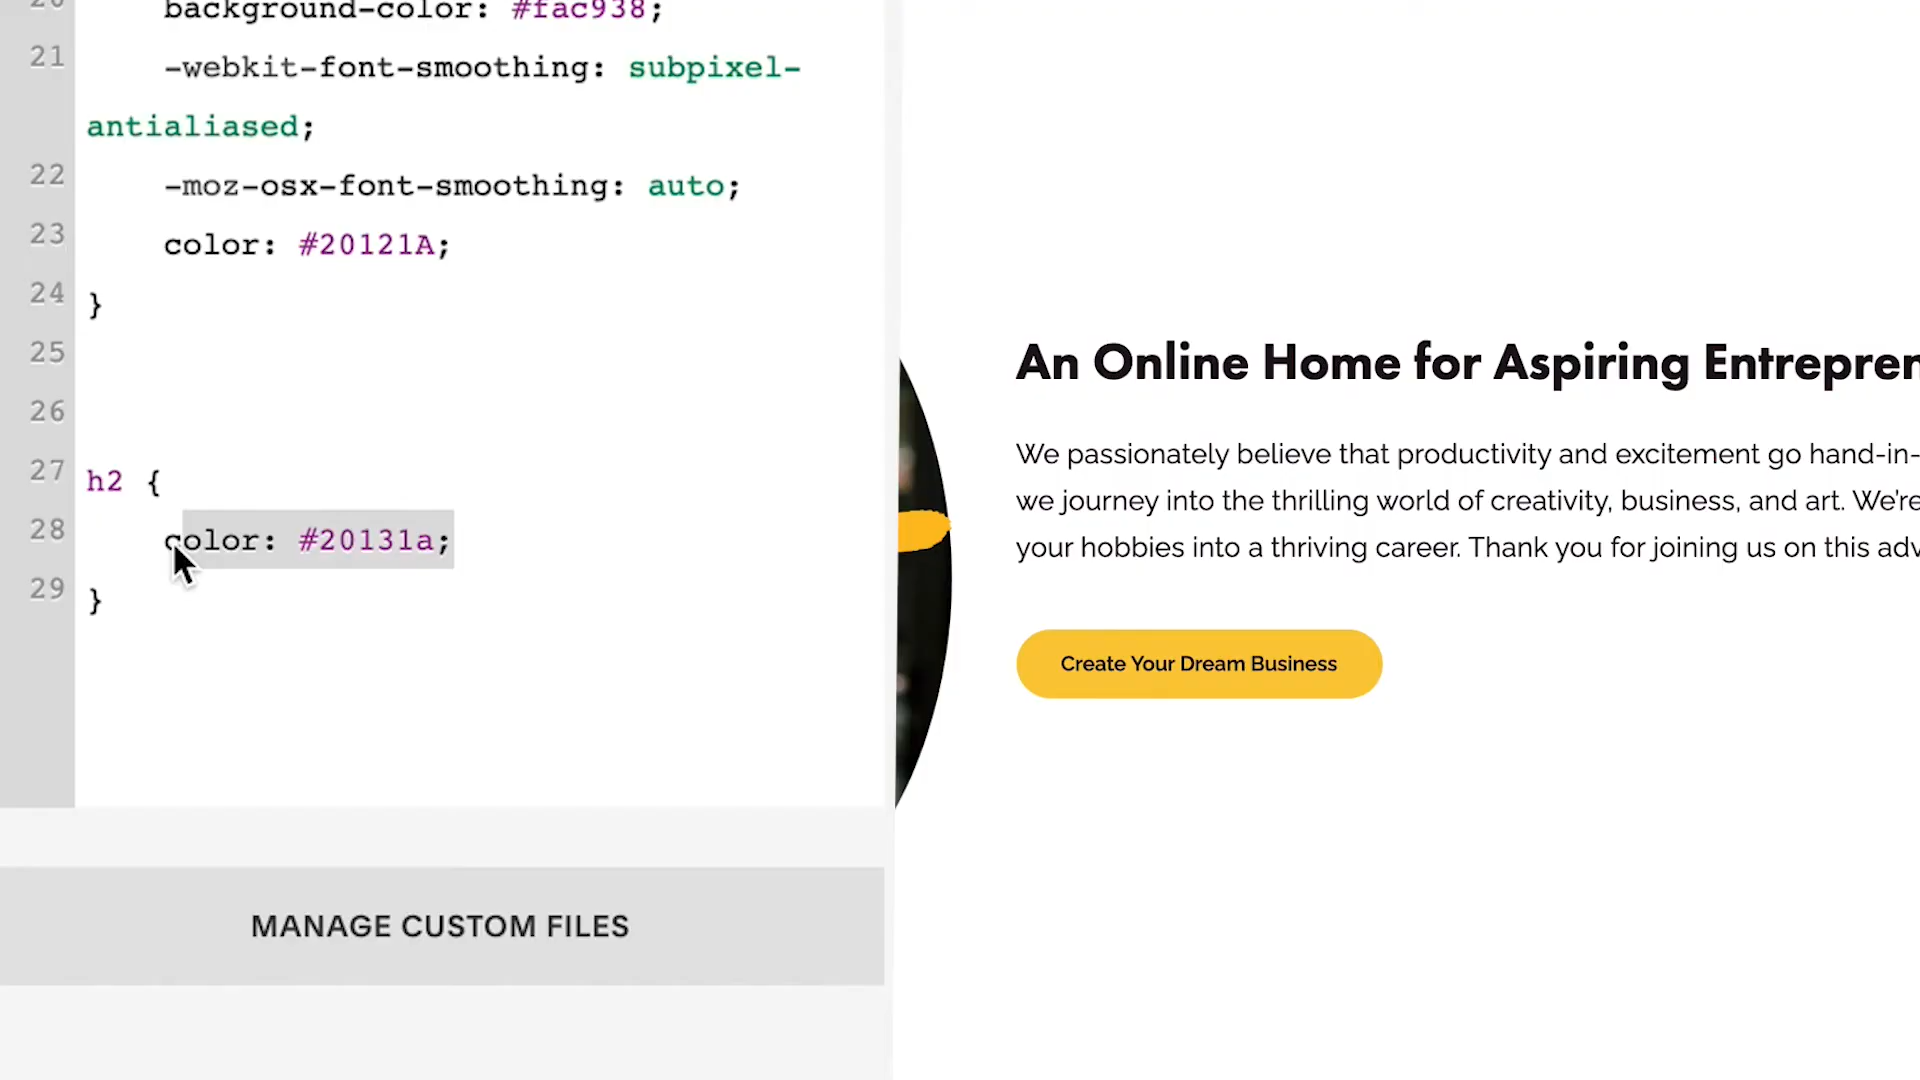 20
background-color: #fac938;
21
-webkit-font-smoothing: subpixel-
antialiased;
22
-moz-osx-font-smoothing: auto;
23
color: #20121A;
24
}
25
26
27
h2 {
28
color: #20131a;
29
}
MANAGE CUSTOM FILES
An Online Home for Aspiring Entrepren
We passionately believe that productivity and excitement go hand-in-
we journey into the thrilling world of creativity, business, and art. We're
your hobbies into a thriving career. Thank you for joining us on this adv
Create Your Dream Business